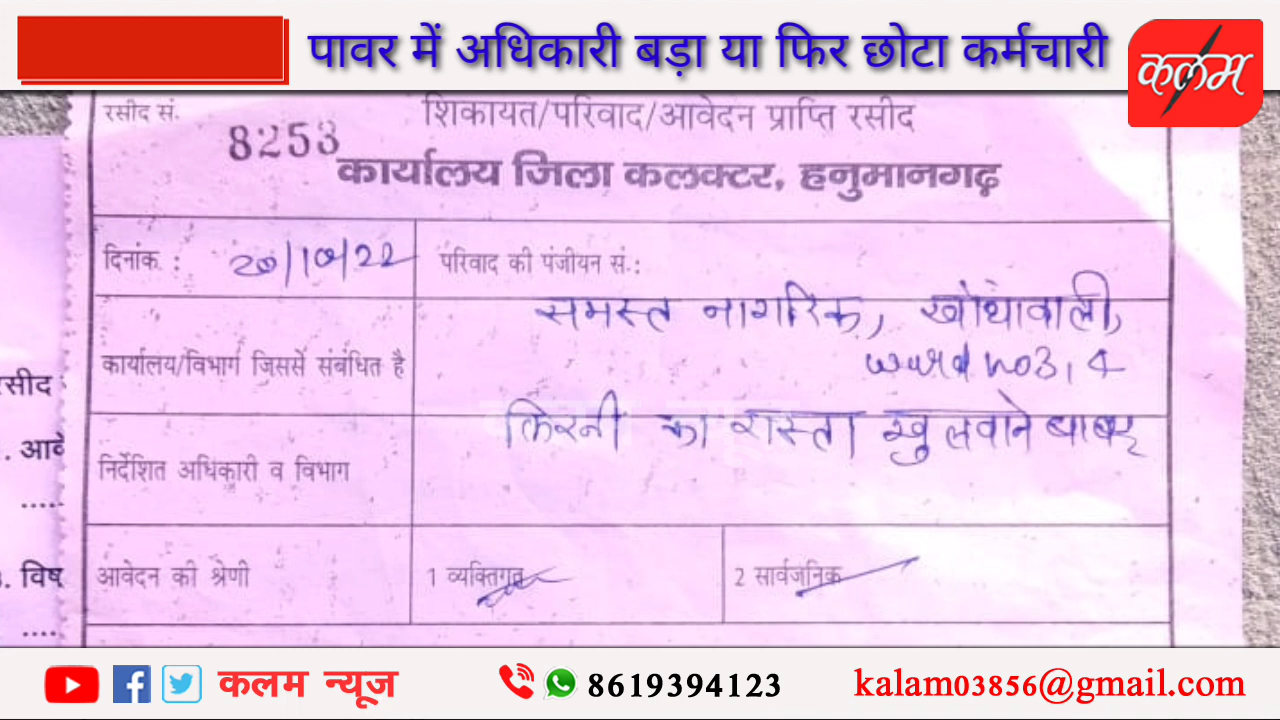 पावर में अधिकारी बड़ा या फिर छोटा कर्मचारी
कलम
रसीद सं.
8253
शिकायत/परिवाद/आवेदन प्राप्ति रसीद
कार्यालय जिला कलक्टर, हनुमानगढ़
दिनांक :
20/10/22
परिवाद की पंजीयन सं.:
समस्त नागरिक, खोथांवाली,
ward no 3, 4
कार्यालय/विभाग जिससें संबंधित है
किश्नी का रास्ता खुलवाने बाबत्
निर्देशित अधिकारी व विभाग
आवेदन की श्रेणी
1 व्यक्तिगत
2 सार्वजनिक
रसीद
. आवे
.....
. विष
....
कलम न्यूज
8619394123
kalam03856@gmail.com